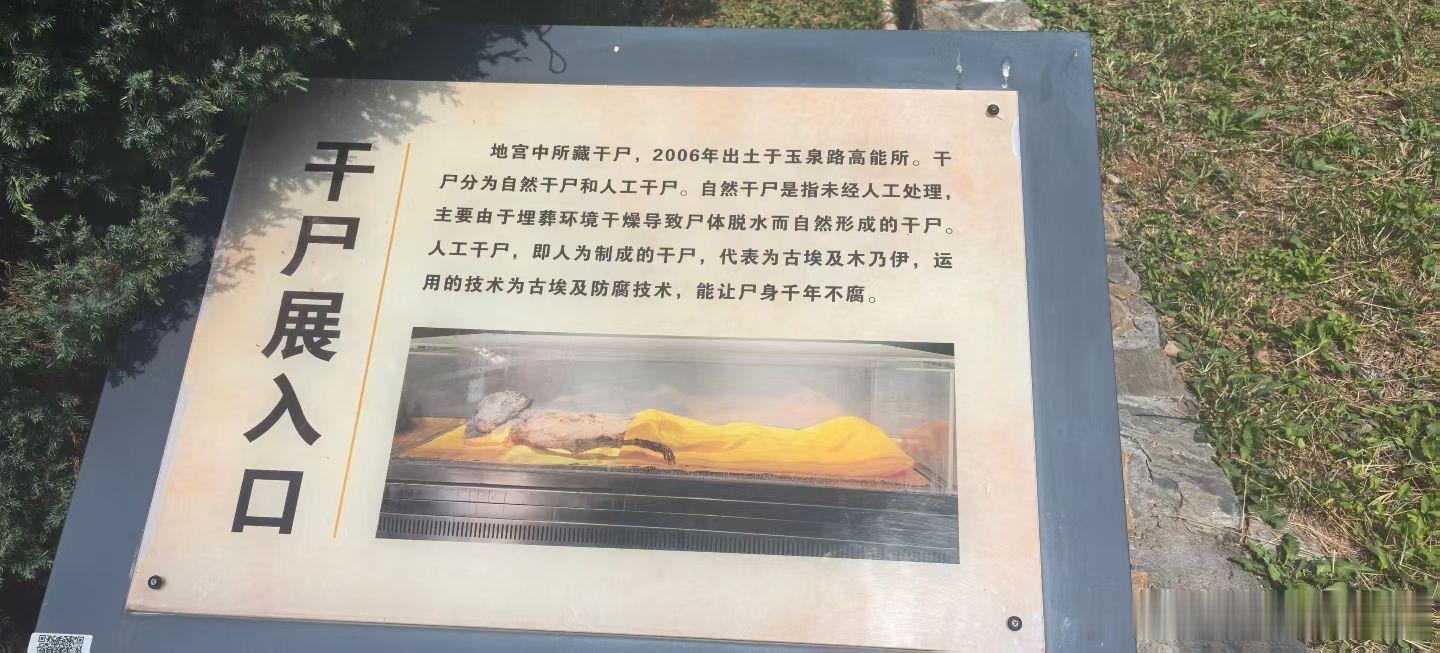 干尸展入口
地宫中所藏干尸，2006年出土于玉泉路高能所。干
尸分为自然干尸和人工干尸。自然干尸是指未经人工处理，
主要由于埋葬环境干燥导致尸体脱水而自然形成的干尸。
人工干尸，即人为制成的干尸，代表为古埃及木乃伊，运
用的技术为古埃及防腐技术，能让尸身千年不腐。